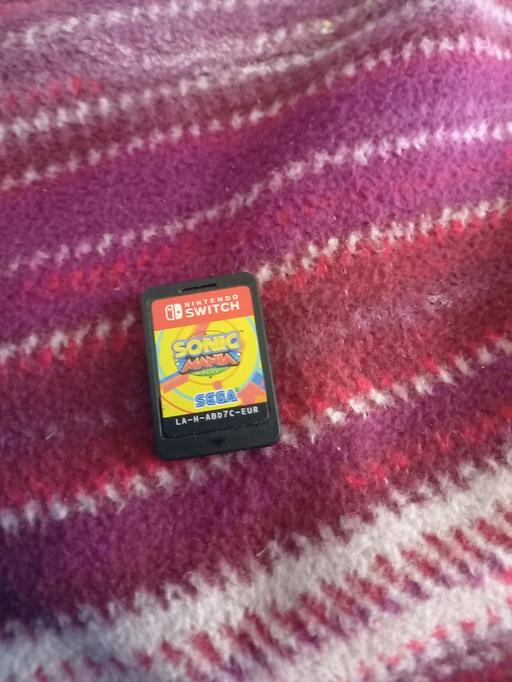 NINTENDO
SWITCH
SONIC
MANIA
SEGA
LA-H-ABD7C-EUR